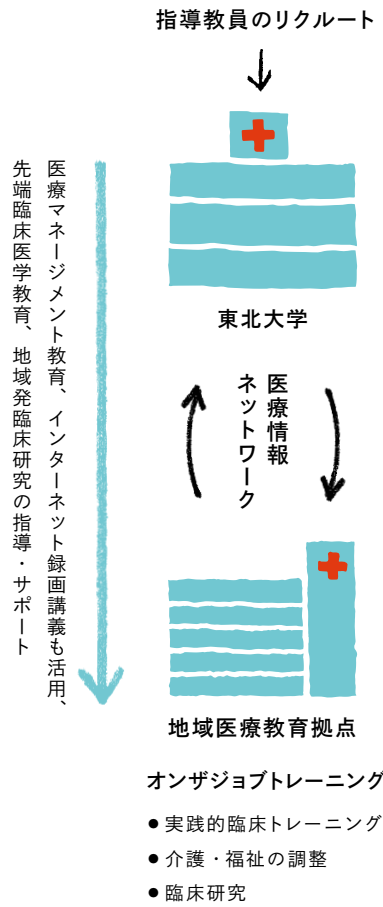 指導教員のリクルート
東北大学
医療マネージメント教育、インターネット録画講義も活用、
先端臨床医学教育、地域発臨床研究の指導・サポート
医療情報
ネットワーク
地域医療教育拠点
オンザジョブトレーニング
● 実践的臨床トレーニング
● 介護・福祉の調整
● 臨床研究